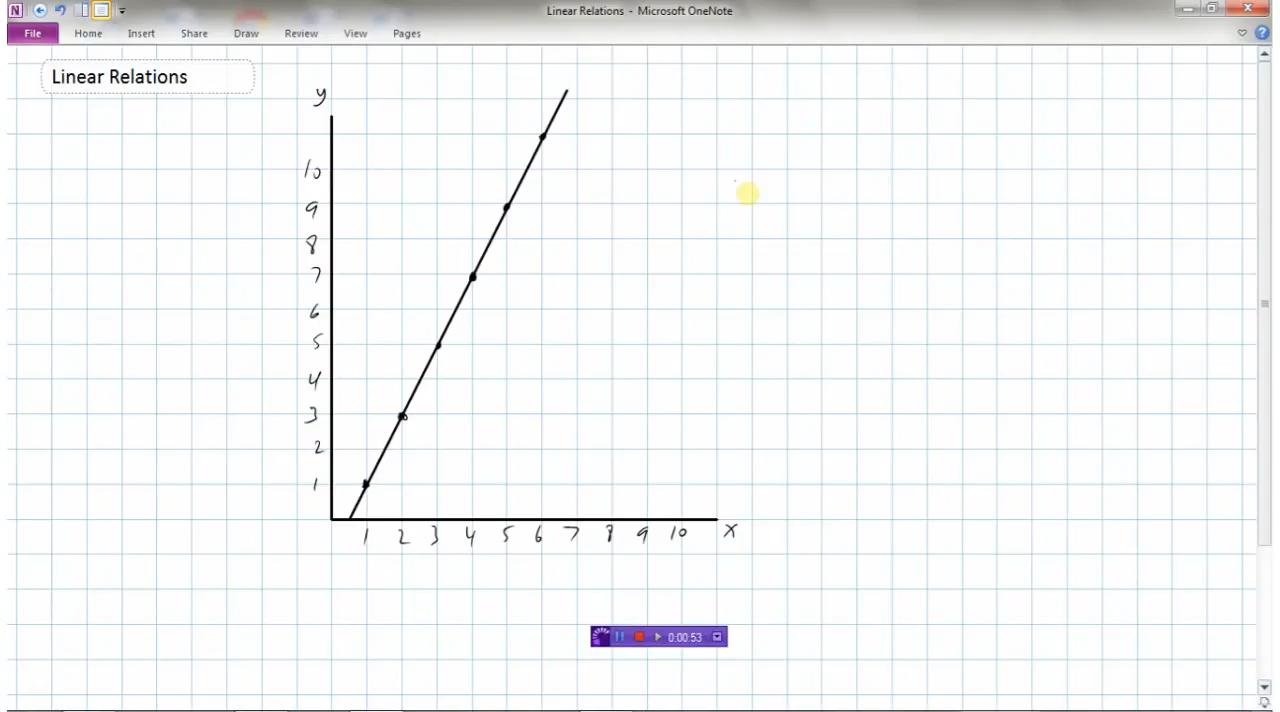 Linear Relations - Microsoft OneNote
File Home Insert Share Draw Review View Pages
Linear Relations
y
10
9
8
7
6
5
4
3
2
1
1 2 3 4 5 6 7 8 9 10 x
0:00:53